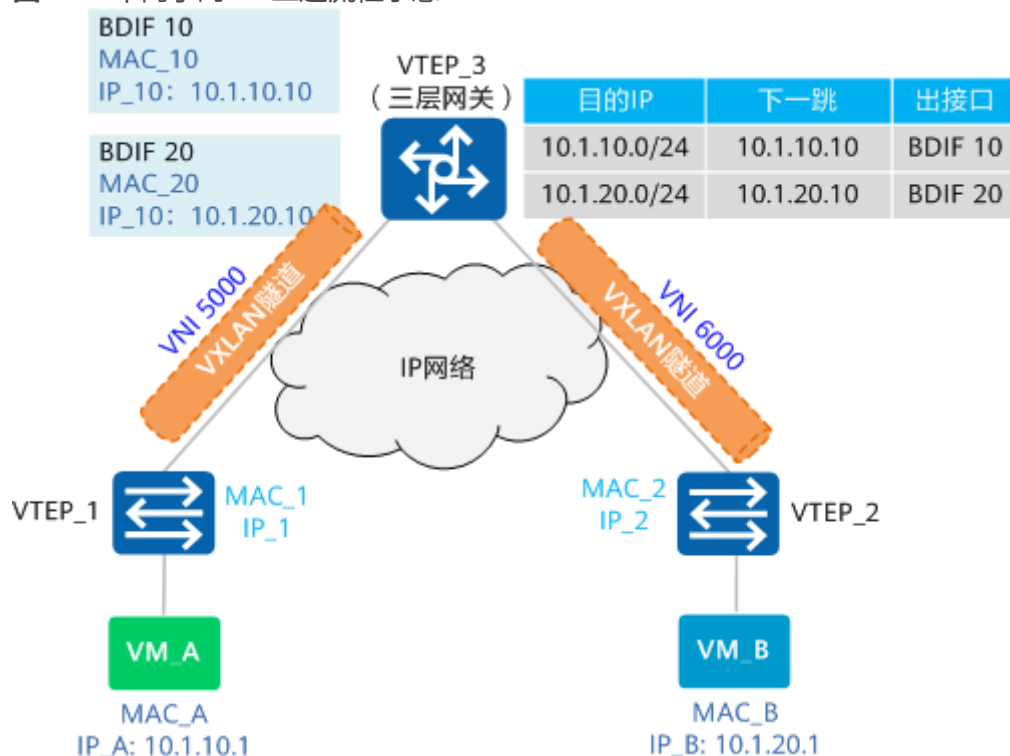 BDIF 10
MAC_10
IP_10：10.1.10.10
BDIF 20
MAC_20
IP_10：10.1.20.10
VTEP_3
（三层网关）
目的IP 下一跳 出接口
10.1.10.0/24 10.1.10.10 BDIF 10
10.1.20.0/24 10.1.20.10 BDIF 20
VNI 5000
VXLAN隧道
VNI 6000
VXLAN隧道
IP网络
VTEP_1
MAC_1
IP_1
MAC_2
IP_2
VTEP_2
VM_A
VM_B
MAC_A
IP_A: 10.1.10.1
MAC_B
IP_B: 10.1.20.1